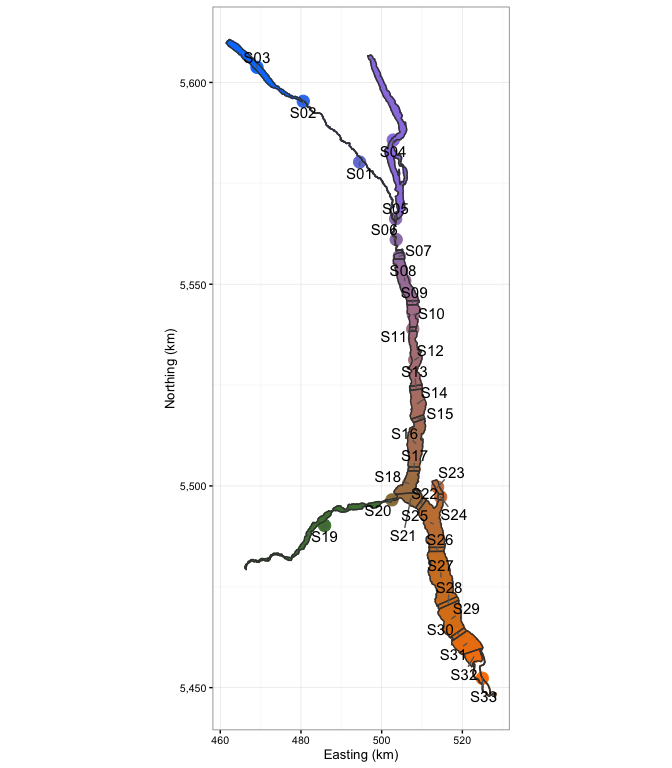 S03
5,600
S02
S04
S01
S05
S06
S07
S08
5,550
S09
S10
S11
S12
S13
S14
S15
S16
S17
S18
S23
5,500
S22
S20
S25
S24
S19
S21
S26
S27
S28
S29
S30
S31
S32
5,450
S33
460
480
500
520
Easting (km)
Northing (km)